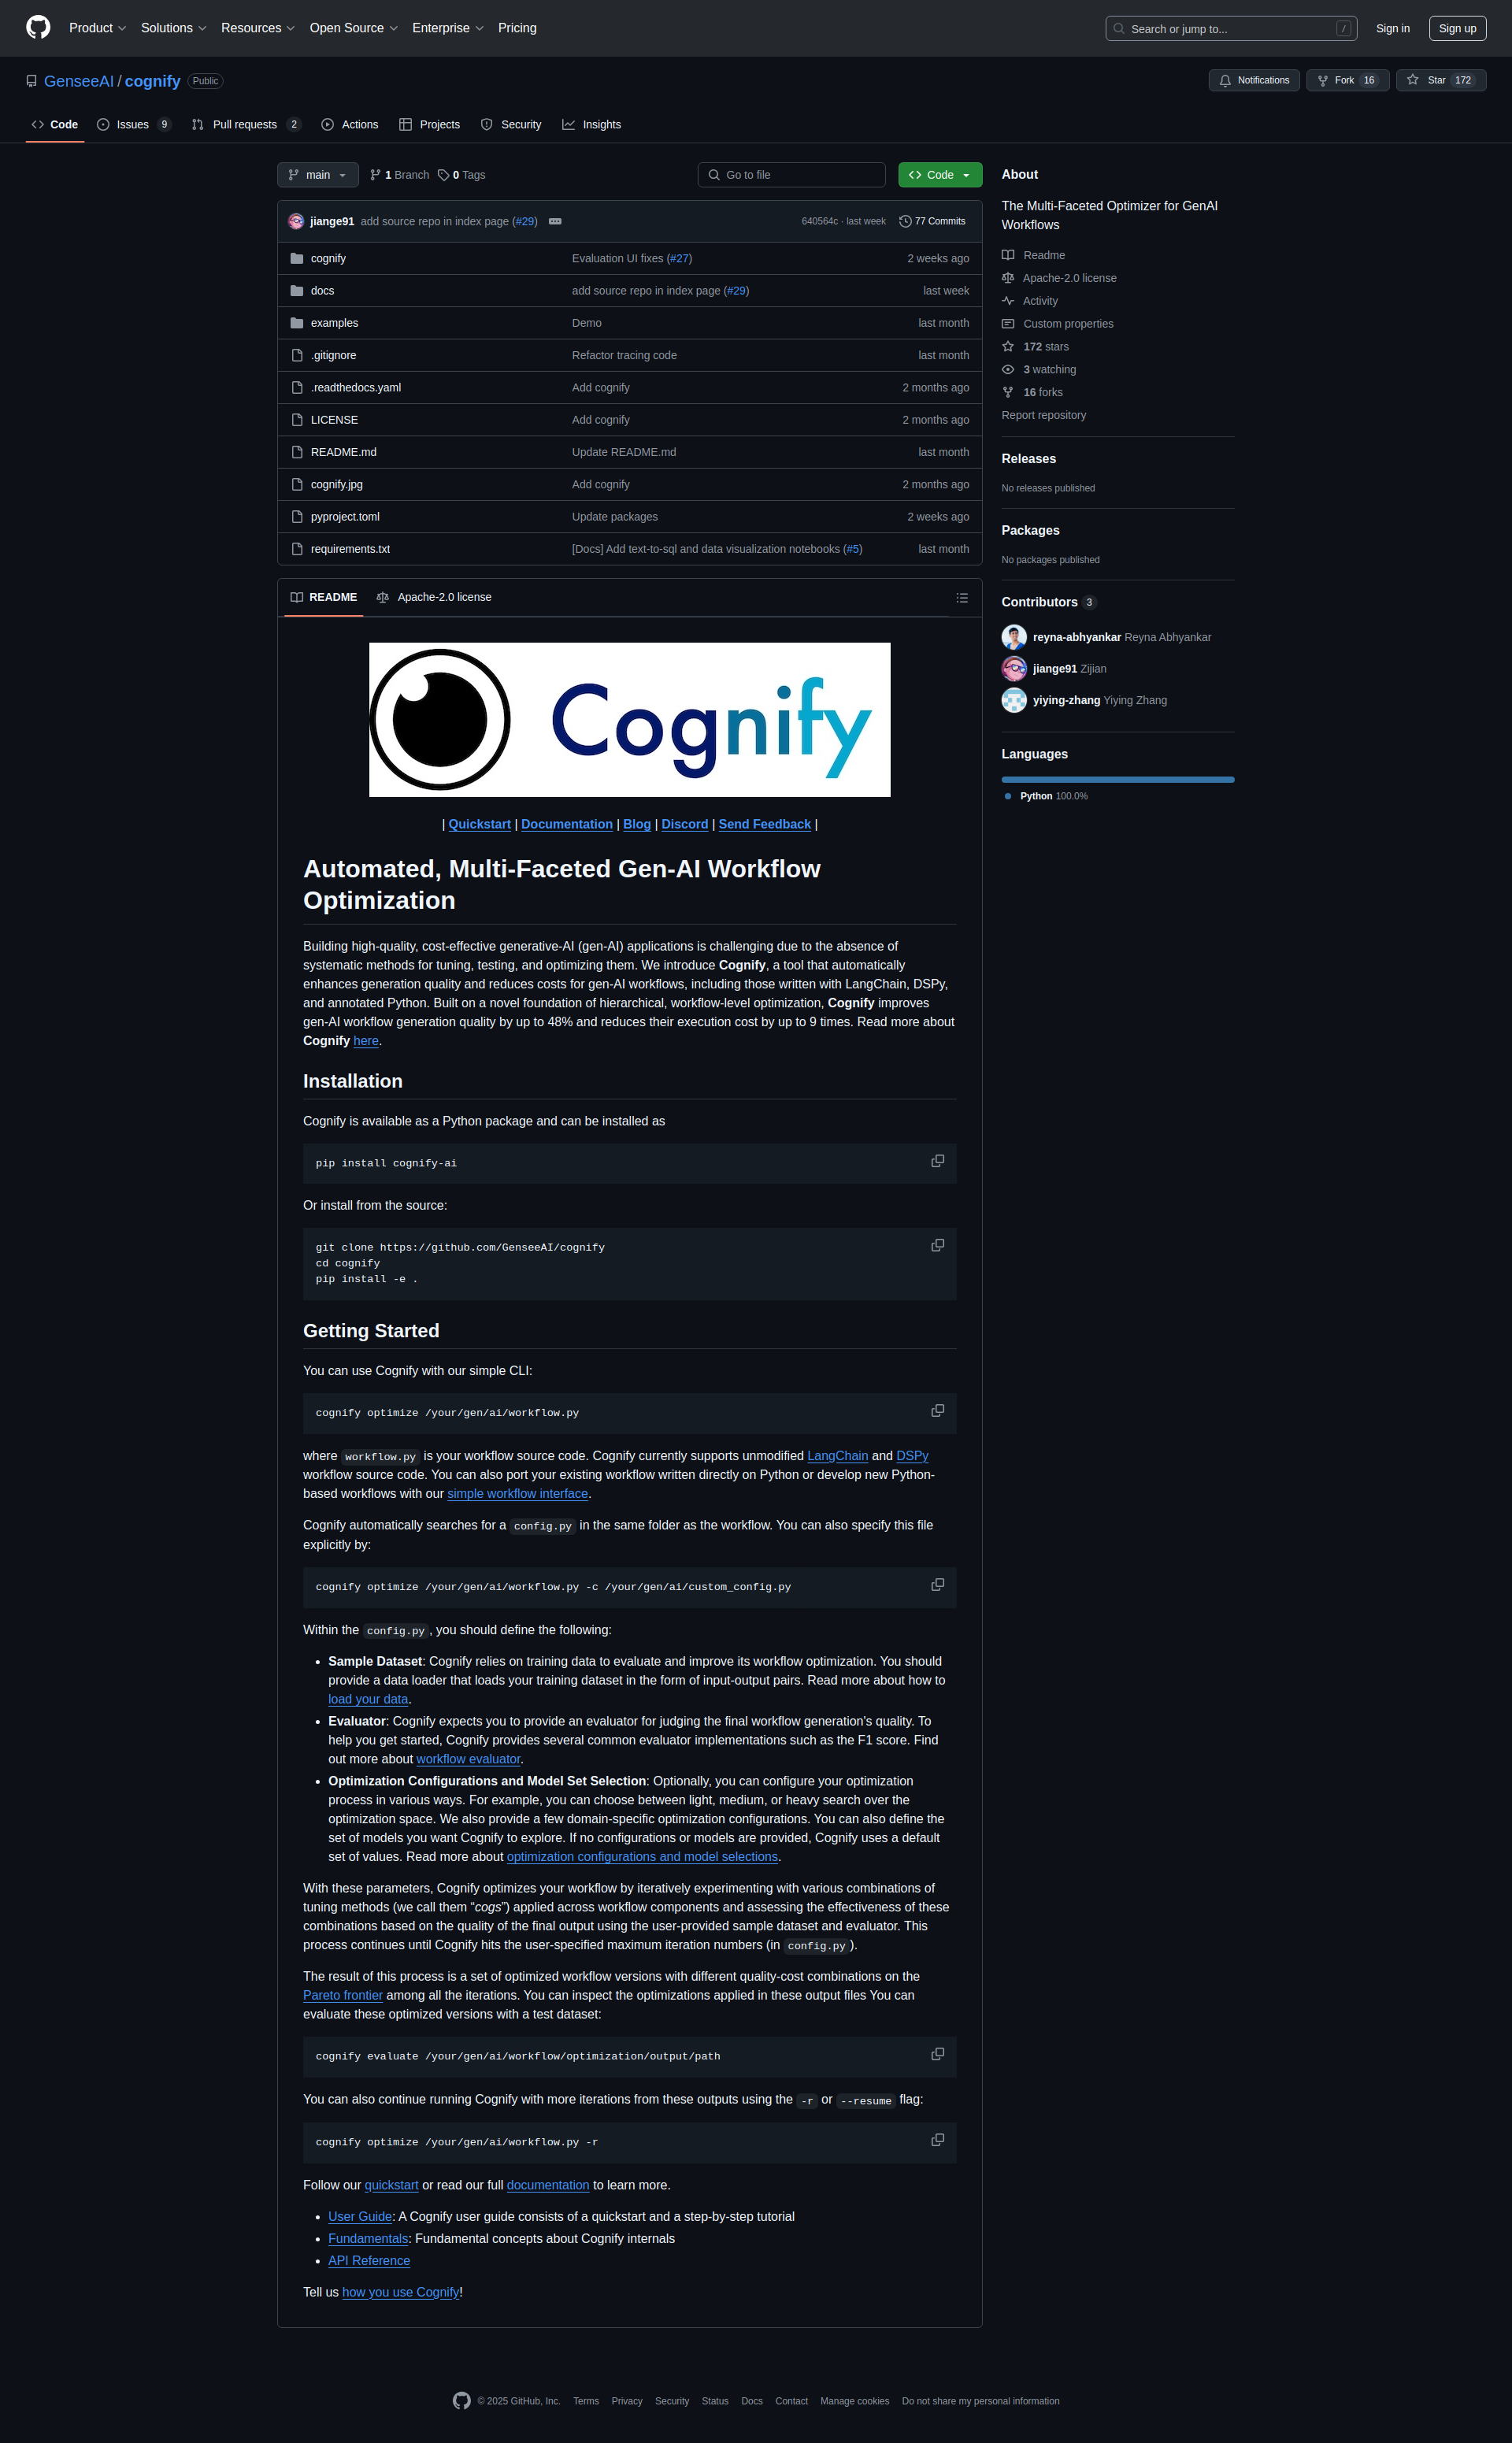 Product Solutions Resources Open Source Enterprise Pricing Search or jump to... / Sign in Sign up
GenseeAI / cognify Public Notifications Fork 16 Star 172
Code Issues 9 Pull requests 2 Actions Projects Security Insights
main 1 Branch 0 Tags Go to file Code
jiange91 add source repo in index page (#29) 640564c · last week 77 Commits
cognify Evaluation UI fixes (#27) 2 weeks ago
docs add source repo in index page (#29) last week
examples Demo last month
.gitignore Refactor tracing code last month
.readthedocs.yaml Add cognify 2 months ago
LICENSE Add cognify 2 months ago
README.md Update README.md last month
cognify.jpg Add cognify 2 months ago
pyproject.toml Update packages 2 weeks ago
requirements.txt [Docs] Add text-to-sql and data visualization notebooks (#5) last month
README Apache-2.0 license
Cognify
| Quickstart | Documentation | Blog | Discord | Send Feedback |
Automated, Multi-Faceted Gen-AI Workflow
Optimization
Building high-quality, cost-effective generative-AI (gen-AI) applications is challenging due to the absence of
systematic methods for tuning, testing, and optimizing them. We introduce Cognify, a tool that automatically
enhances generation quality and reduces costs for gen-AI workflows, including those written with LangChain, DSPy,
and annotated Python. Built on a novel foundation of hierarchical, workflow-level optimization, Cognify improves
gen-AI workflow generation quality by up to 48% and reduces their execution cost by up to 9 times. Read more about
Cognify here.
Installation
Cognify is available as a Python package and can be installed as
pip install cognify-ai
Or install from the source:
git clone https://github.com/GenseeAI/cognify
cd cognify
pip install -e .
Getting Started
You can use Cognify with our simple CLI:
cognify optimize /your/gen/ai/workflow.py
where workflow.py is your workflow source code. Cognify currently supports unmodified LangChain and DSPy
workflow source code. You can also port your existing workflow written directly on Python or develop new Python-
based workflows with our simple workflow interface.
Cognify automatically searches for a config.py in the same folder as the workflow. You can also specify this file
explicitly by:
cognify optimize /your/gen/ai/workflow.py -c /your/gen/ai/custom_config.py
Within the config.py, you should define the following:
• Sample Dataset: Cognify relies on training data to evaluate and improve its workflow optimization. You should
provide a data loader that loads your training dataset in the form of input-output pairs. Read more about how to
load your data.
• Evaluator: Cognify expects you to provide an evaluator for judging the final workflow generation's quality. To
help you get started, Cognify provides several common evaluator implementations such as the F1 score. Find
out more about workflow evaluator.
• Optimization Configurations and Model Set Selection: Optionally, you can configure your optimization
process in various ways. For example, you can choose between light, medium, or heavy search over the
optimization space. We also provide a few domain-specific optimization configurations. You can also define the
set of models you want Cognify to explore. If no configurations or models are provided, Cognify uses a default
set of values. Read more about optimization configurations and model selections.
With these parameters, Cognify optimizes your workflow by iteratively experimenting with various combinations of
tuning methods (we call them “cogs”) applied across workflow components and assessing the effectiveness of these
combinations based on the quality of the final output using the user-provided sample dataset and evaluator. This
process continues until Cognify hits the user-specified maximum iteration numbers (in config.py).
The result of this process is a set of optimized workflow versions with different quality-cost combinations on the
Pareto frontier among all the iterations. You can inspect the optimizations applied in these output files You can
evaluate these optimized versions with a test dataset:
cognify evaluate /your/gen/ai/workflow/optimization/output/path
You can also continue running Cognify with more iterations from these outputs using the -r or --resume flag:
cognify optimize /your/gen/ai/workflow.py -r
Follow our quickstart or read our full documentation to learn more.
• User Guide: A Cognify user guide consists of a quickstart and a step-by-step tutorial
• Fundamentals: Fundamental concepts about Cognify internals
• API Reference
Tell us how you use Cognify!
About
The Multi-Faceted Optimizer for GenAI
Workflows
Readme
Apache-2.0 license
Activity
Custom properties
172 stars
3 watching
16 forks
Report repository
Releases
No releases published
Packages
No packages published
Contributors 3
reyna-abhyankar Reyna Abhyankar
jiange91 Zijian
yiying-zhang Yiying Zhang
Languages
Python 100.0%
© 2025 GitHub, Inc. Terms Privacy Security Status Docs Contact Manage cookies Do not share my personal information